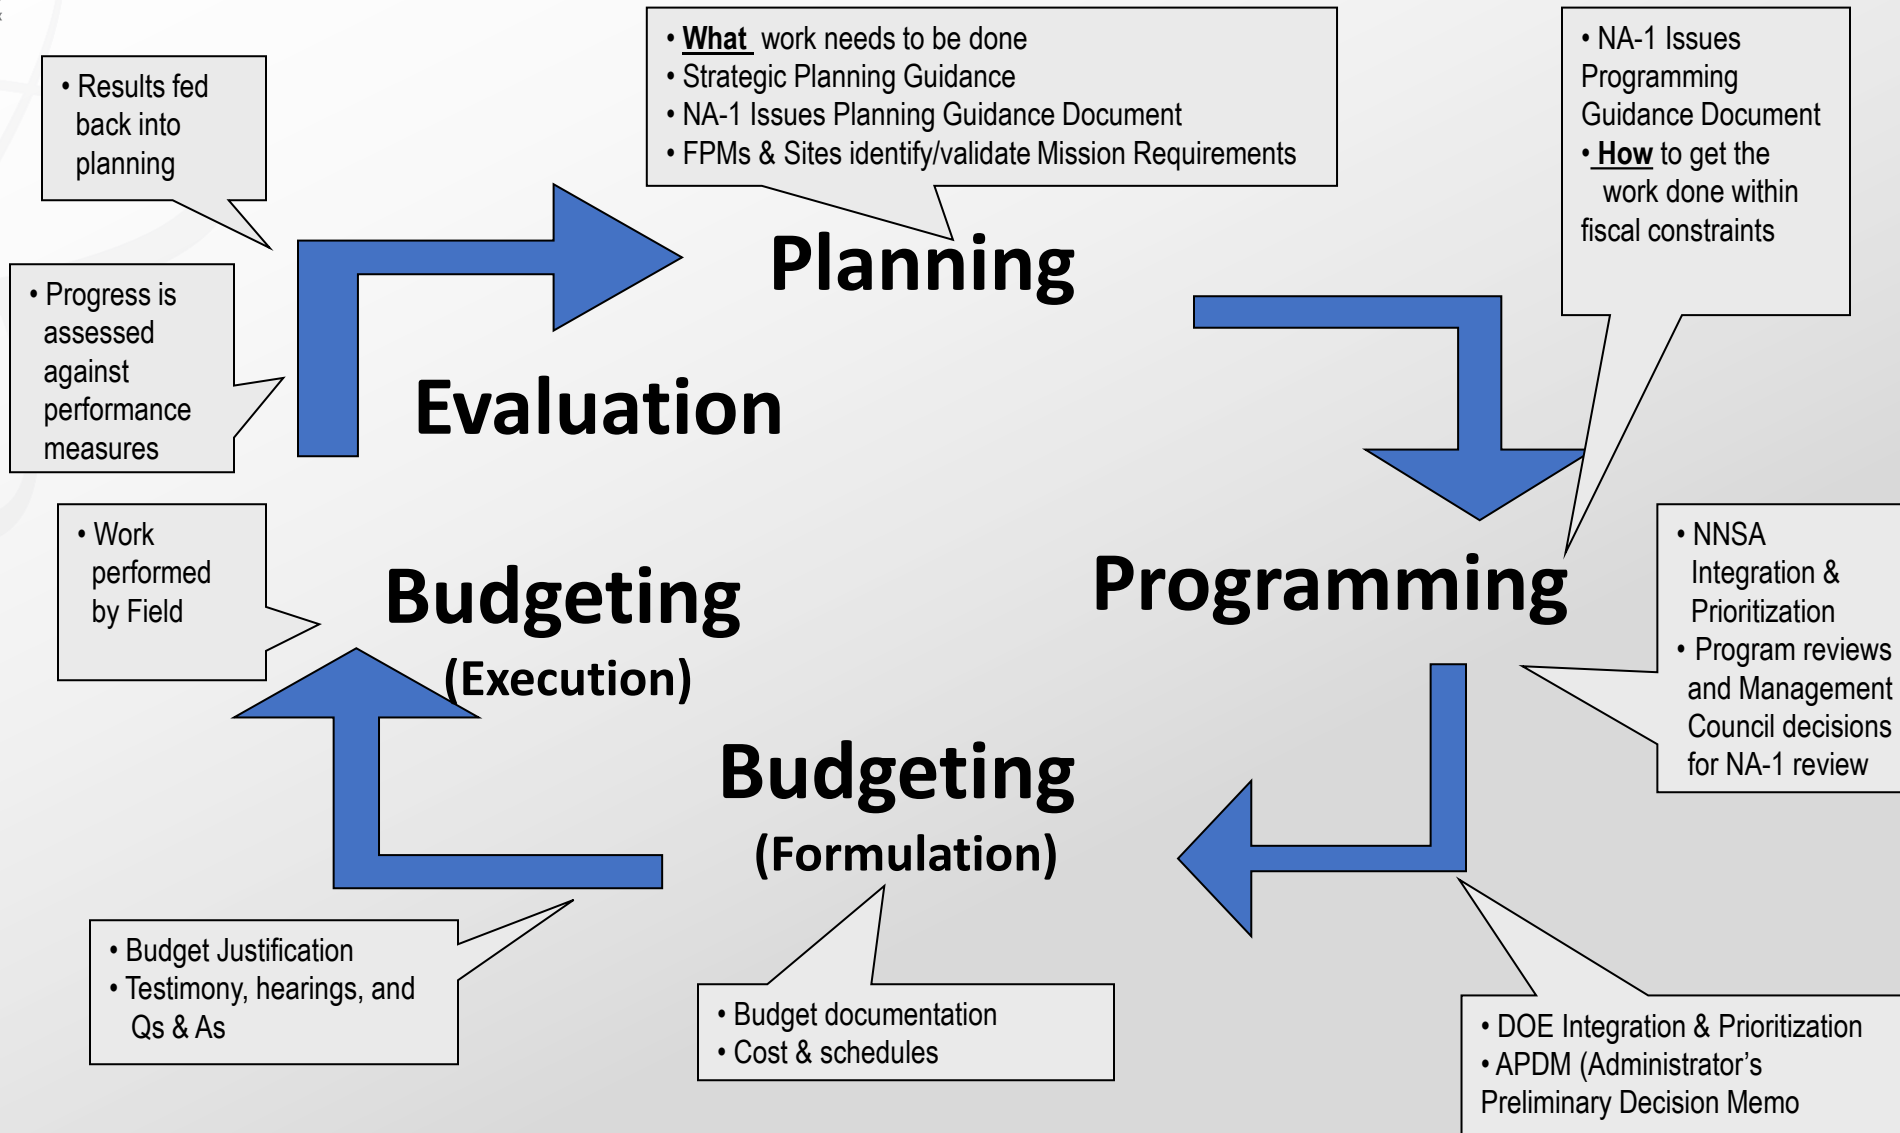 • Results fed
back into
planning
• What work needs to be done
• Strategic Planning Guidance
• NA-1 Issues Planning Guidance Document
• FPMs & Sites identify/validate Mission Requirements
• NA-1 Issues
Programming
Guidance Document
• How to get the
work done within
fiscal constraints
Planning
• Progress is
assessed
against
performance
measures
Evaluation
• Work
performed
by Field
Budgeting
(Execution)
Programming
• NNSA
Integration &
Prioritization
• Program reviews
and Management
Council decisions
for NA-1 review
Budgeting
(Formulation)
• Budget Justification
• Testimony, hearings, and
Qs & As
• Budget documentation
• Cost & schedules
• DOE Integration & Prioritization
• APDM (Administrator’s
Preliminary Decision Memo